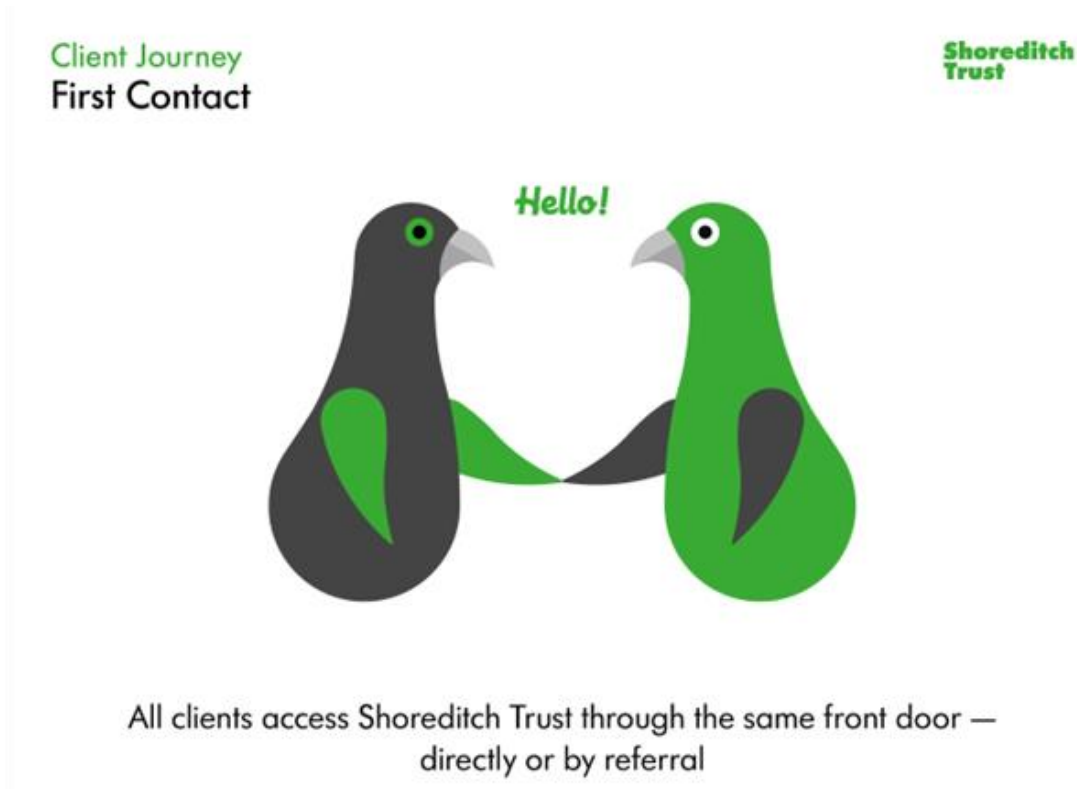 Client Journey
First Contact
Shoreditch
Trust
Hello!
All clients access Shoreditch Trust through the same front door —
directly or by referral